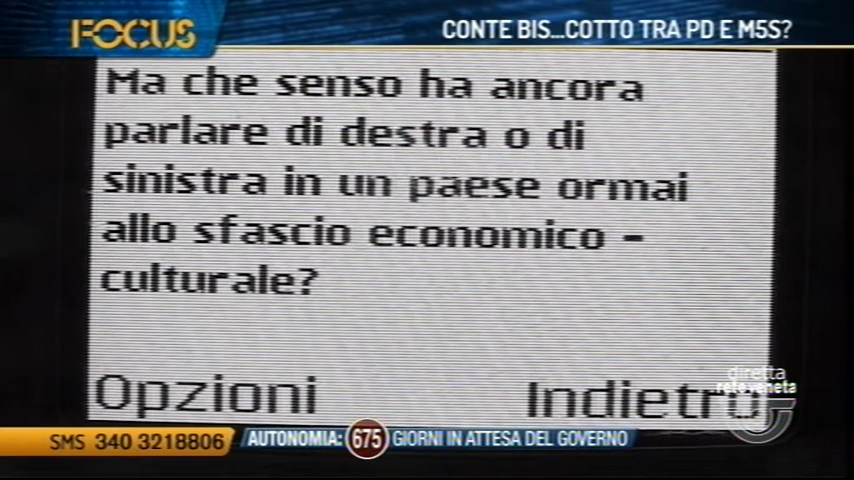 FOCUS
CONTE BIS...COTTO TRA PD E M5S?
Ma che senso ha ancora
parlare di destra o di
sinistra in un paese ormai
allo sfascio economico -
culturale?
Opzioni Indietro
diretta
reteveneta
SMS 340 3218806
AUTONOMIA: 675 GIORNI IN ATTESA DEL GOVERNO